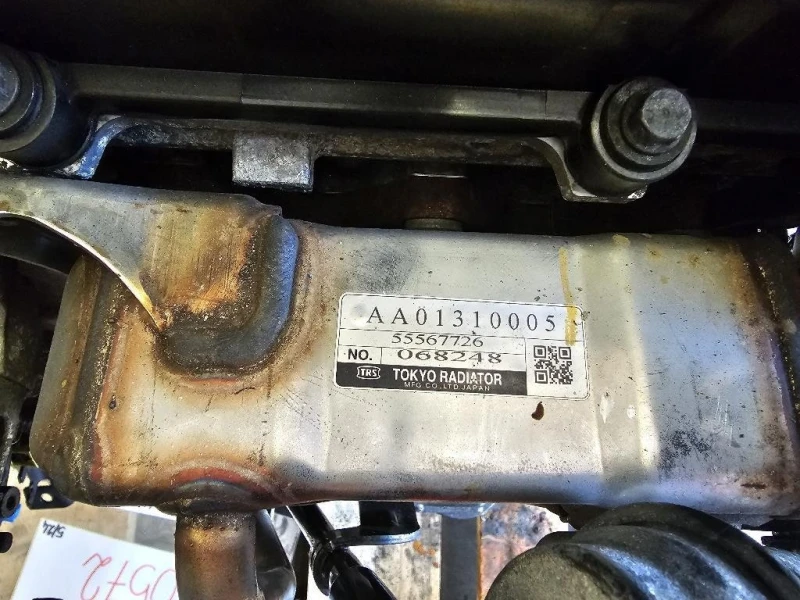 AA01310005
55567726
NO. 068248
TRS TOKYO RADIATOR
MFG CO.,LTD.JAPAN